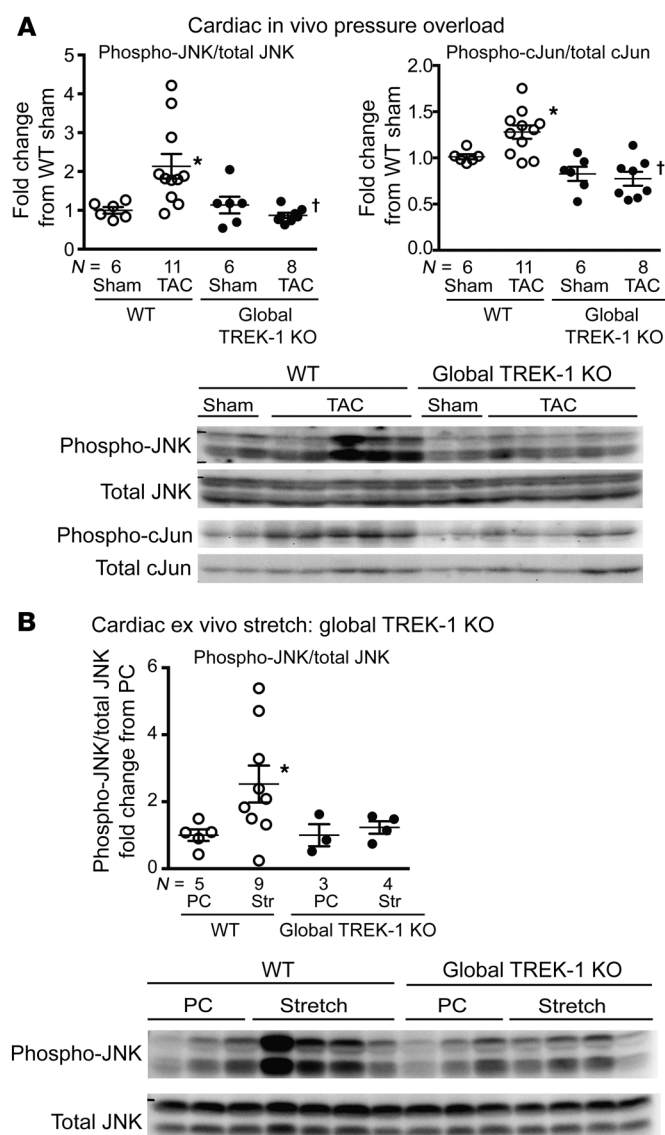 A
Cardiac in vivo pressure overload
Phospho-JNK/total JNK
Fold change
from WT sham
5
4
3
2
1
0
*
†
N = 6 11 6 8
Sham TAC Sham TAC
WT Global
TREK-1 KO
Phospho-cJun/total cJun
Fold change
from WT sham
2.0
1.5
1.0
0.5
0.0
*
†
N = 6 11 6 8
Sham TAC Sham TAC
WT Global
TREK-1 KO
WT Global TREK-1 KO
Sham TAC Sham TAC
Phospho-JNK
Total JNK
Phospho-cJun
Total cJun
B
Cardiac ex vivo stretch: global TREK-1 KO
Phospho-JNK/total JNK
Phospho-JNK/total JNK
fold change from PC
6
4
2
0
*
N = 5 9 3 4
PC Str PC Str
WT Global TREK-1 KO
WT Global TREK-1 KO
PC Stretch PC Stretch
Phospho-JNK
Total JNK